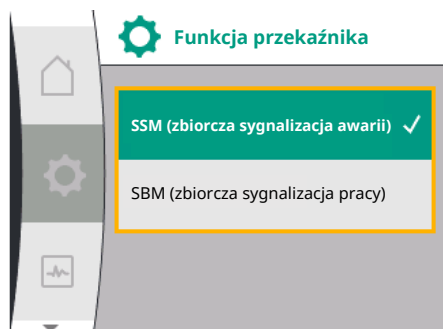 Funkcja przekaźnika
SSM (zbiorcza sygnalizacja awarii)
SBM (zbiorcza sygnalizacja pracy)